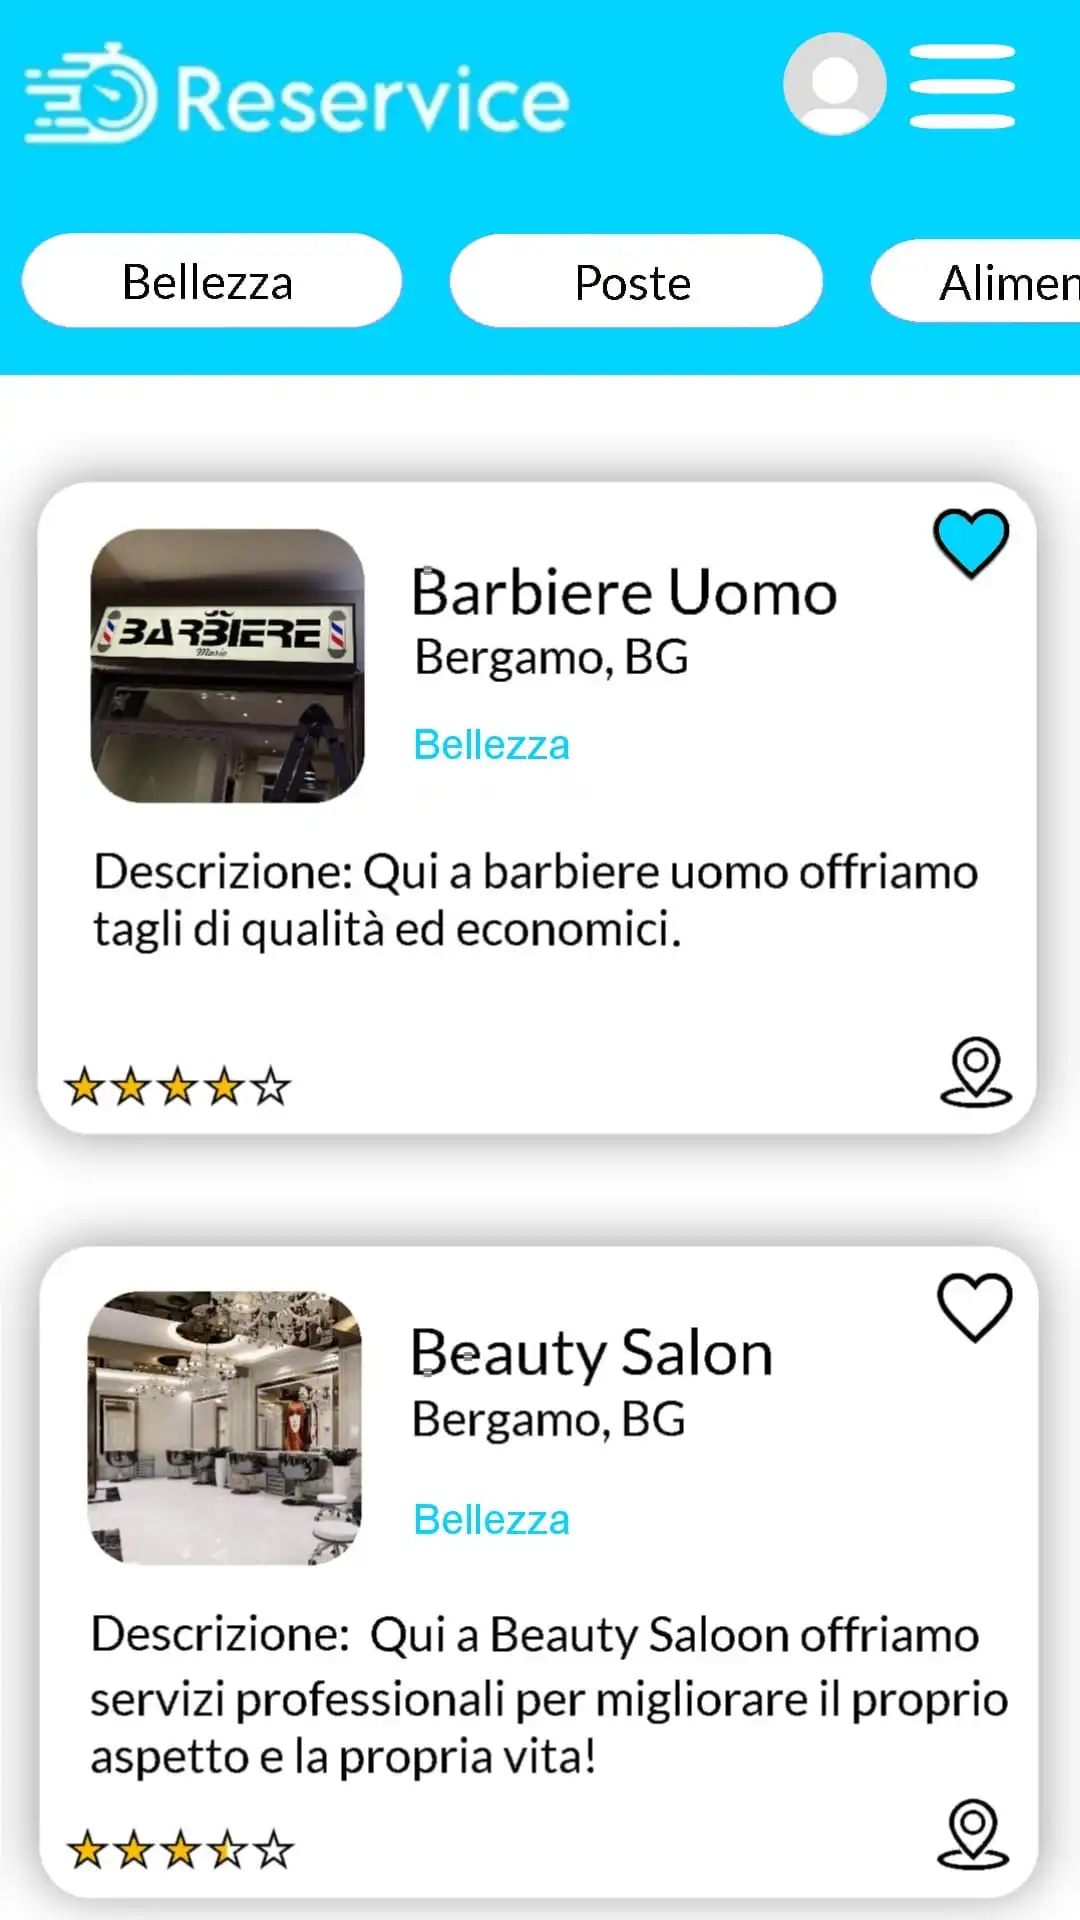 Reservice
Bellezza
Poste
Alimen
BARBIERE
Mario
Barbiere Uomo
Bergamo, BG
Bellezza
Descrizione: Qui a barbiere uomo offriamo
tagli di qualità ed economici.
Beauty Salon
Bergamo, BG
Bellezza
Descrizione: Qui a Beauty Saloon offriamo
servizi professionali per migliorare il proprio
aspetto e la propria vita!